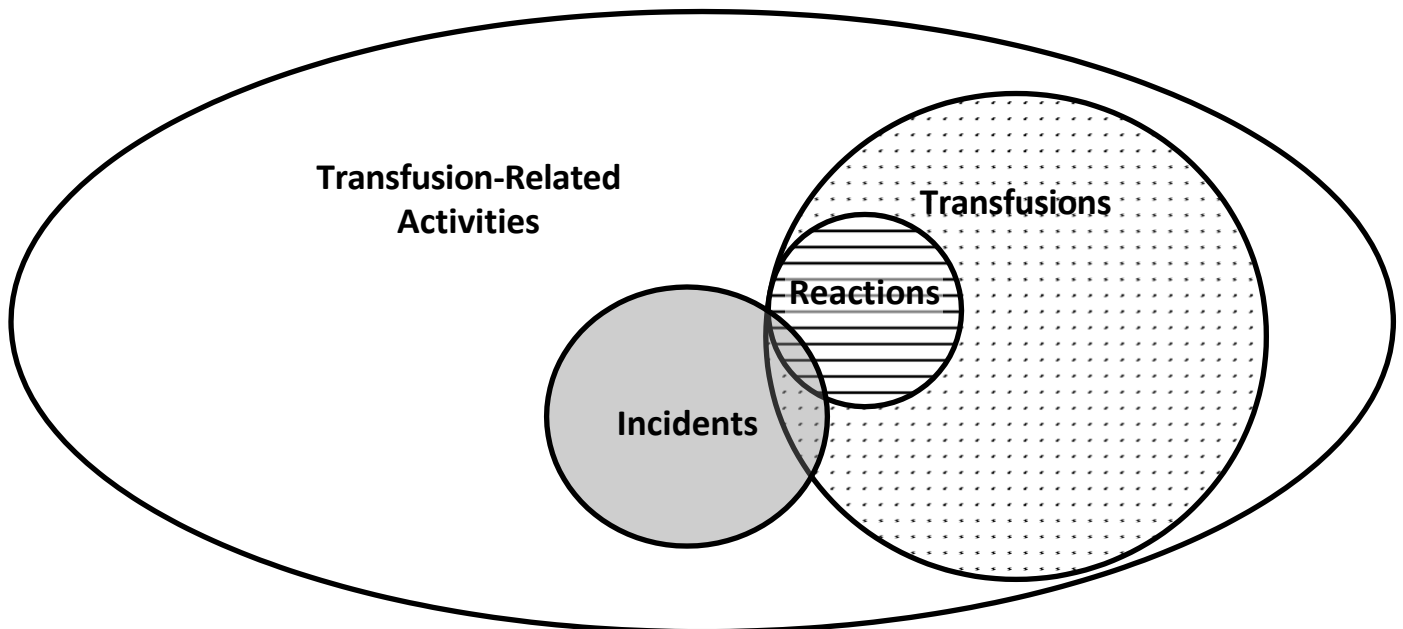 Transfusion-Related
Activities
Transfusions
Reactions
Incidents